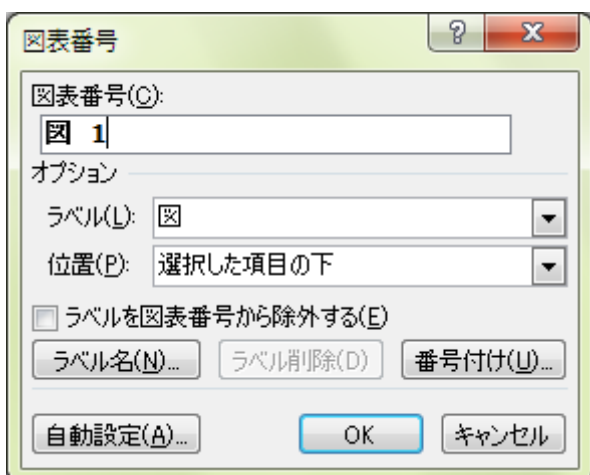 図表番号
図表番号(C):
図 1
オプション
ラベル(L): 図
位置(P): 選択した項目の下
ラベルを図表番号から除外する(E)
ラベル名(N)... ラベル削除(D) 番号付け(U)...
自動設定(A)... OK キャンセル